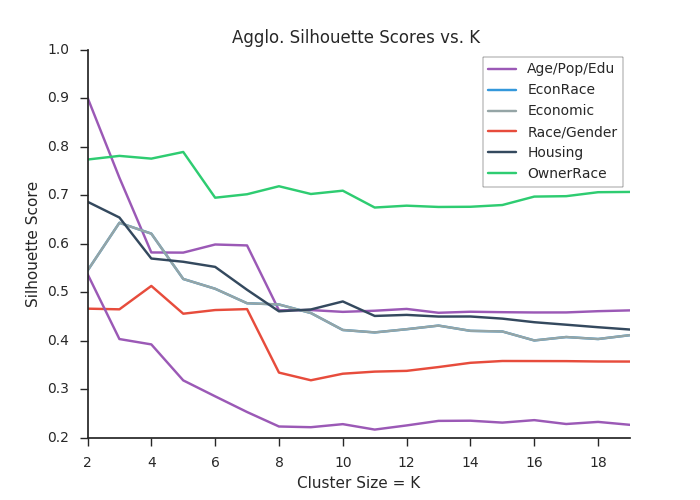 Agglo. Silhouette Scores vs. K
1.0
0.9
0.8
0.7
0.6
0.5
0.4
0.3
0.2
Silhouette Score
Age/Pop/Edu
EconRace
Economic
Race/Gender
Housing
OwnerRace
2 4 6 8 10 12 14 16 18
Cluster Size = K